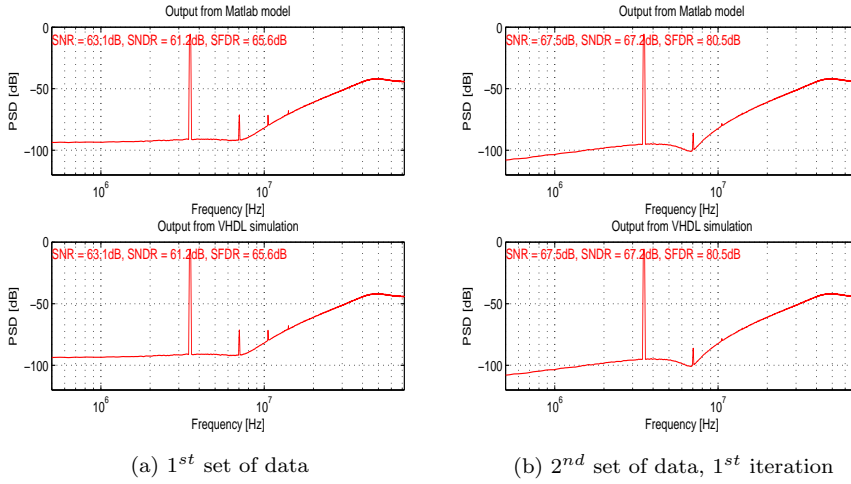 Output from Matlab model
SNR = 63.1dB, SNDR = 61.2dB, SFDR = 65.6dB
PSD [dB]
0
−50
−100
10^6
10^7
Frequency [Hz]
Output from Matlab model
SNR = 67.5dB, SNDR = 67.2dB, SFDR = 80.5dB
PSD [dB]
0
−50
−100
10^6
10^7
Frequency [Hz]
Output from VHDL simulation
SNR = 63.1dB, SNDR = 61.2dB, SFDR = 65.6dB
PSD [dB]
0
−50
−100
10^6
10^7
Frequency [Hz]
Output from VHDL simulation
SNR = 67.5dB, SNDR = 67.2dB, SFDR = 80.5dB
PSD [dB]
0
−50
−100
10^6
10^7
Frequency [Hz]
(a) 1^st set of data
(b) 2^nd set of data, 1^st iteration